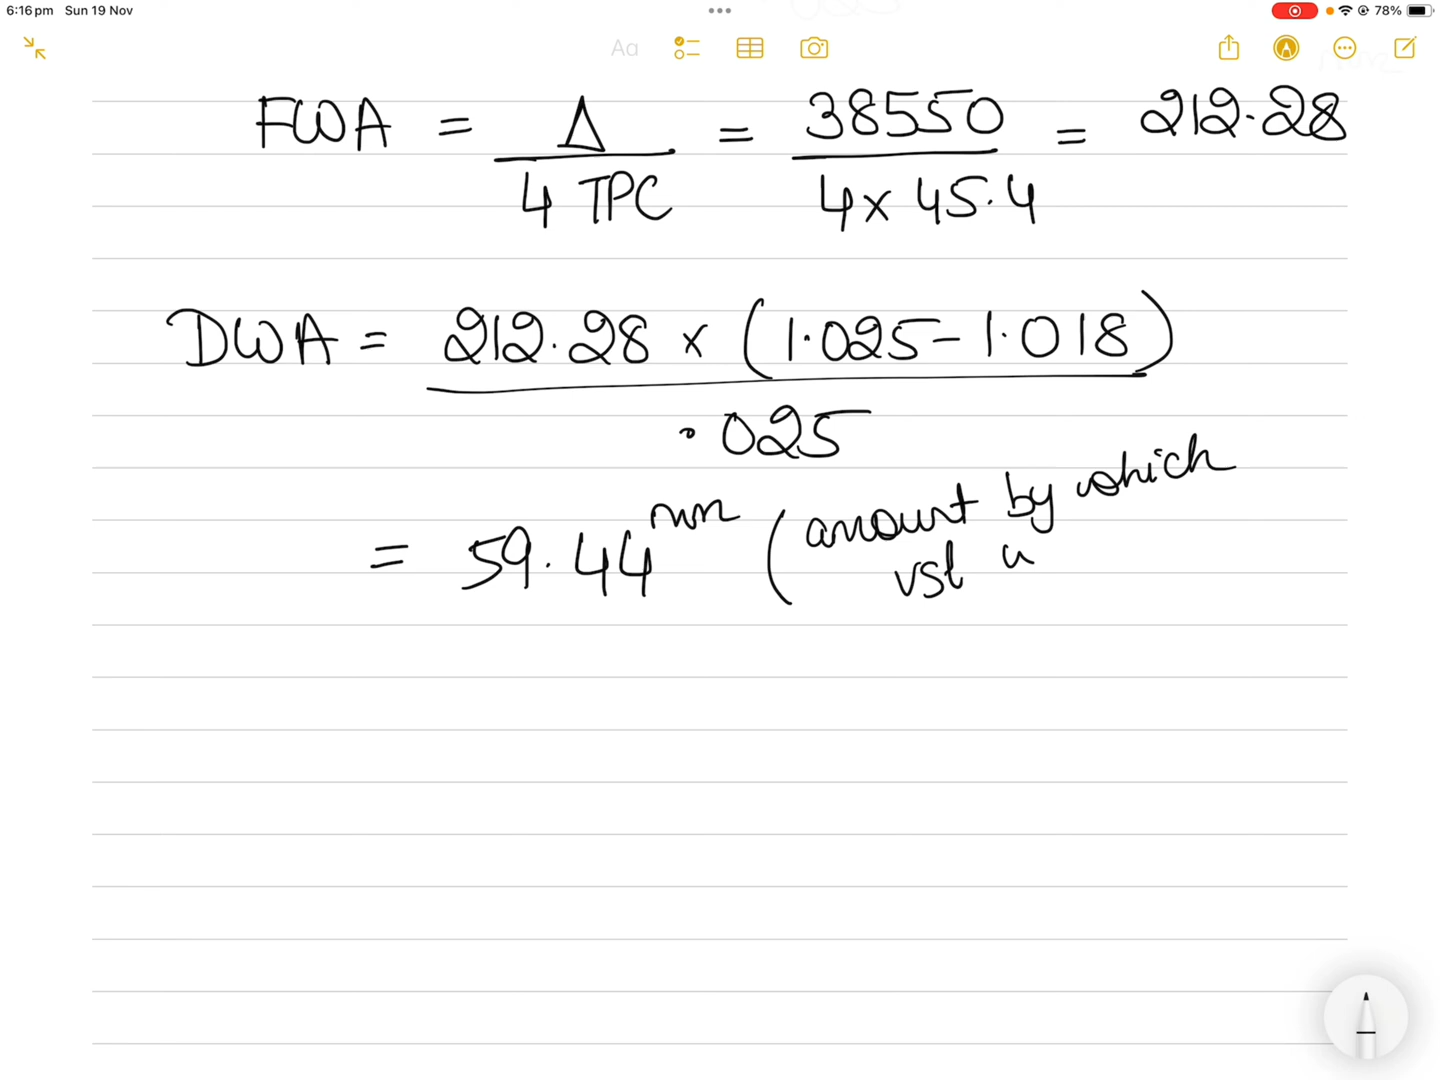 6:16 pm Sun 19 Nov 78%
Aa
FWA = Δ / 4 TPC = 38550 / 4 x 45.4 = 212.28
DWA = 212.28 x (1.025 - 1.018) / .025
= 59.44 mm (amount by which
vsl